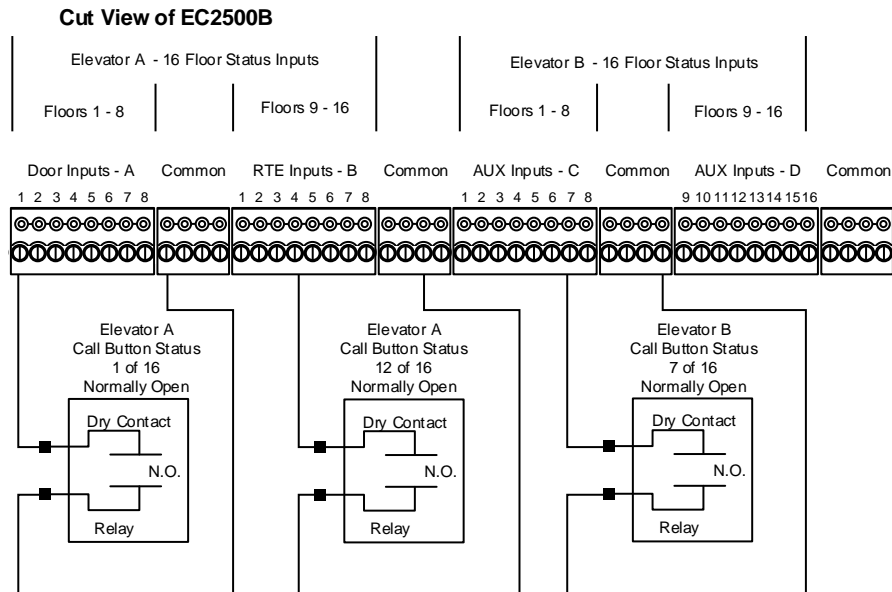 Cut View of EC2500B
Elevator A - 16 Floor Status Inputs
Elevator B - 16 Floor Status Inputs
Floors 1 - 8
Floors 9 - 16
Floors 1 - 8
Floors 9 - 16
Door Inputs - A
Common
RTE Inputs - B
Common
AUX Inputs - C
Common
AUX Inputs - D
Common
1 2 3 4 5 6 7 8
1 2 3 4 5 6 7 8
1 2 3 4 5 6 7 8
9 10 11 12 13 14 15 16
Elevator A
Call Button Status
1 of 16
Normally Open
Dry Contact
N.O.
Relay
Elevator A
Call Button Status
12 of 16
Normally Open
Dry Contact
N.O.
Relay
Elevator B
Call Button Status
7 of 16
Normally Open
Dry Contact
N.O.
Relay